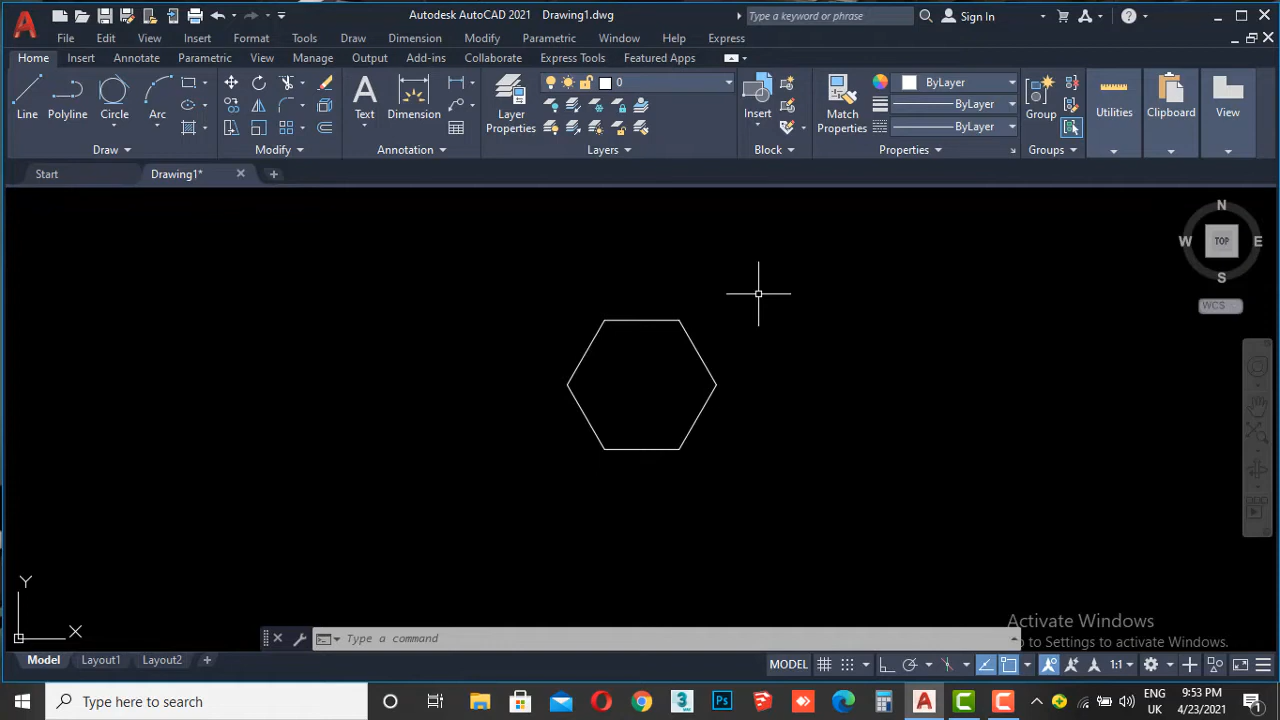 Autodesk AutoCAD 2021 Drawing1.dwg
Type a keyword or phrase
Sign In
File Edit View Insert Format Tools Draw Dimension Modify Parametric Window Help Express
Home Insert Annotate Parametric View Manage Output Add-ins Collaborate Express Tools Featured Apps
0
ByLayer
ByLayer
ByLayer
Line Polyline Circle Arc
Text Dimension
Layer
Properties
Insert
Match
Properties
Group
Utilities
Clipboard
View
Draw Modify Annotation Layers Block Properties Groups
Start Drawing1*
N
W TOP E
S
WCS
Y
X
Activate Windows
to Settings to activate Windows.
Type a command
Model Layout1 Layout2
MODEL
1:1
Type here to search
Ps
ENG
UK
9:53 PM
4/23/2021
1